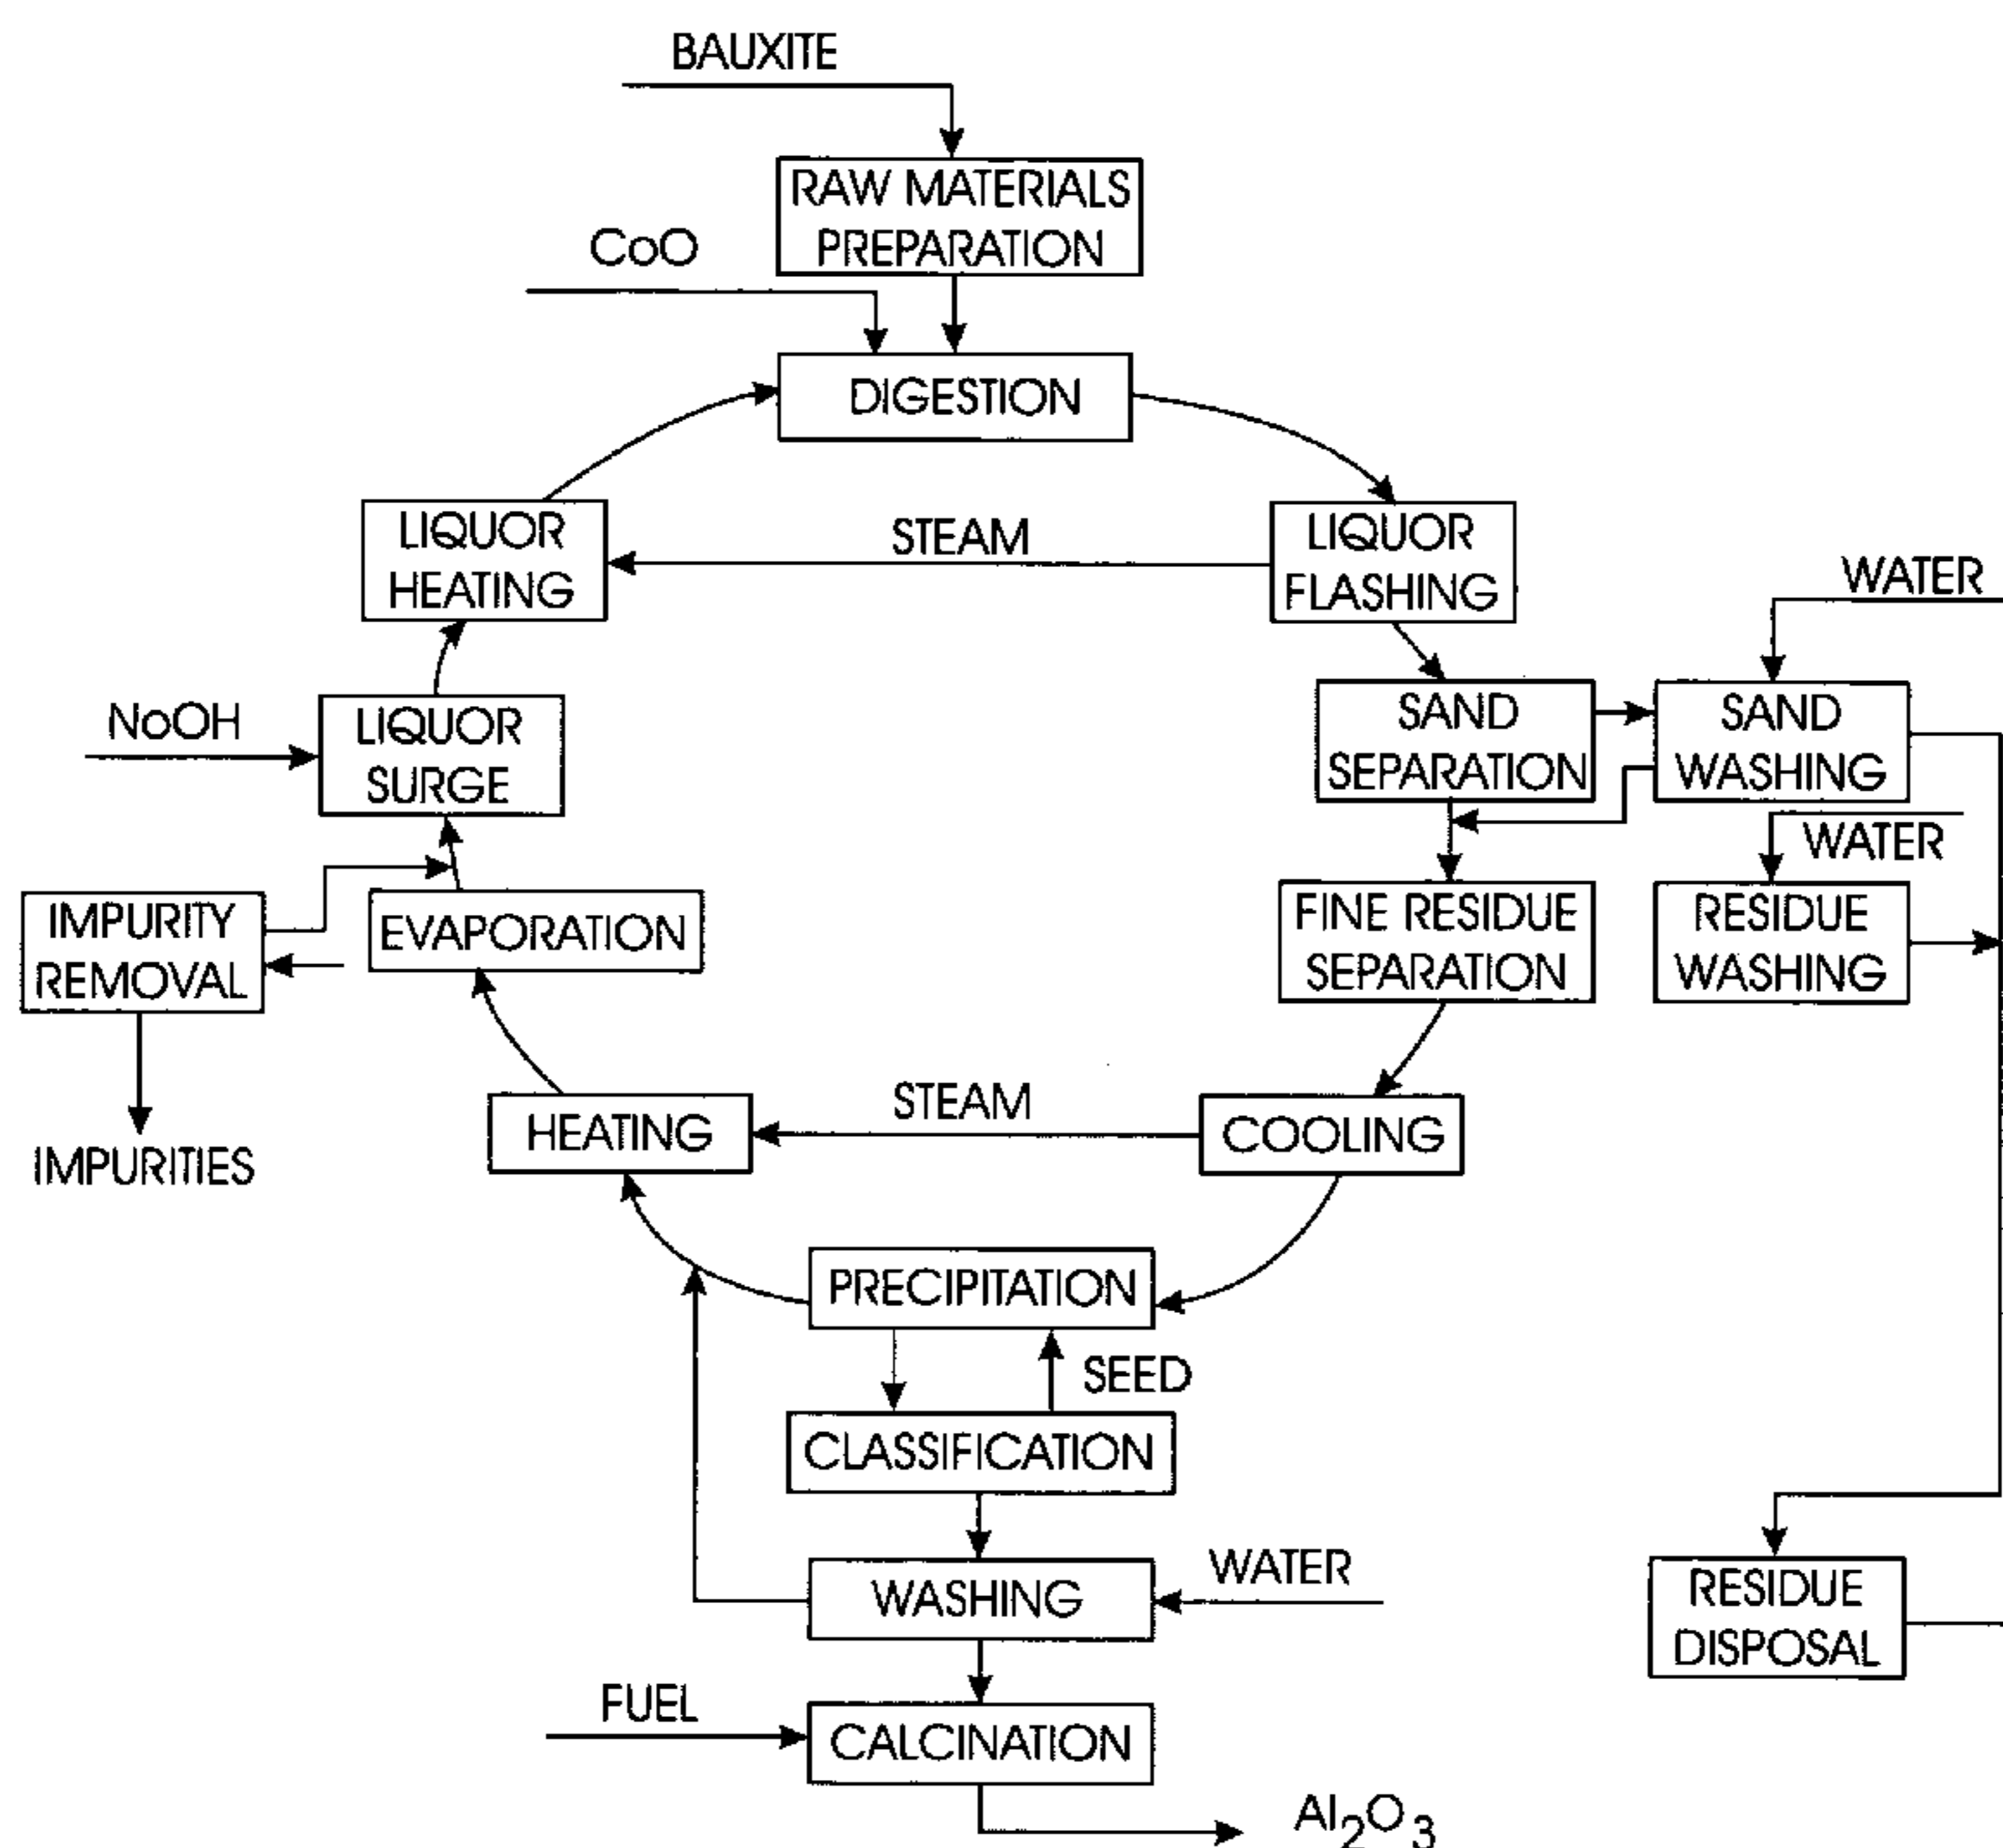 BAUXITE
RAW MATERIALS
PREPARATION
CoO
DIGESTION
LIQUOR
HEATING
STEAM
LIQUOR
FLASHING
WATER
NoOH
LIQUOR
SURGE
SAND
SEPARATION
SAND
WASHING
WATER
IMPURITY
REMOVAL
EVAPORATION
FINE RESIDUE
SEPARATION
RESIDUE
WASHING
IMPURITIES
HEATING
STEAM
COOLING
PRECIPITATION
SEED
CLASSIFICATION
WASHING
WATER
RESIDUE
DISPOSAL
FUEL
CALCINATION
Al₂O₃